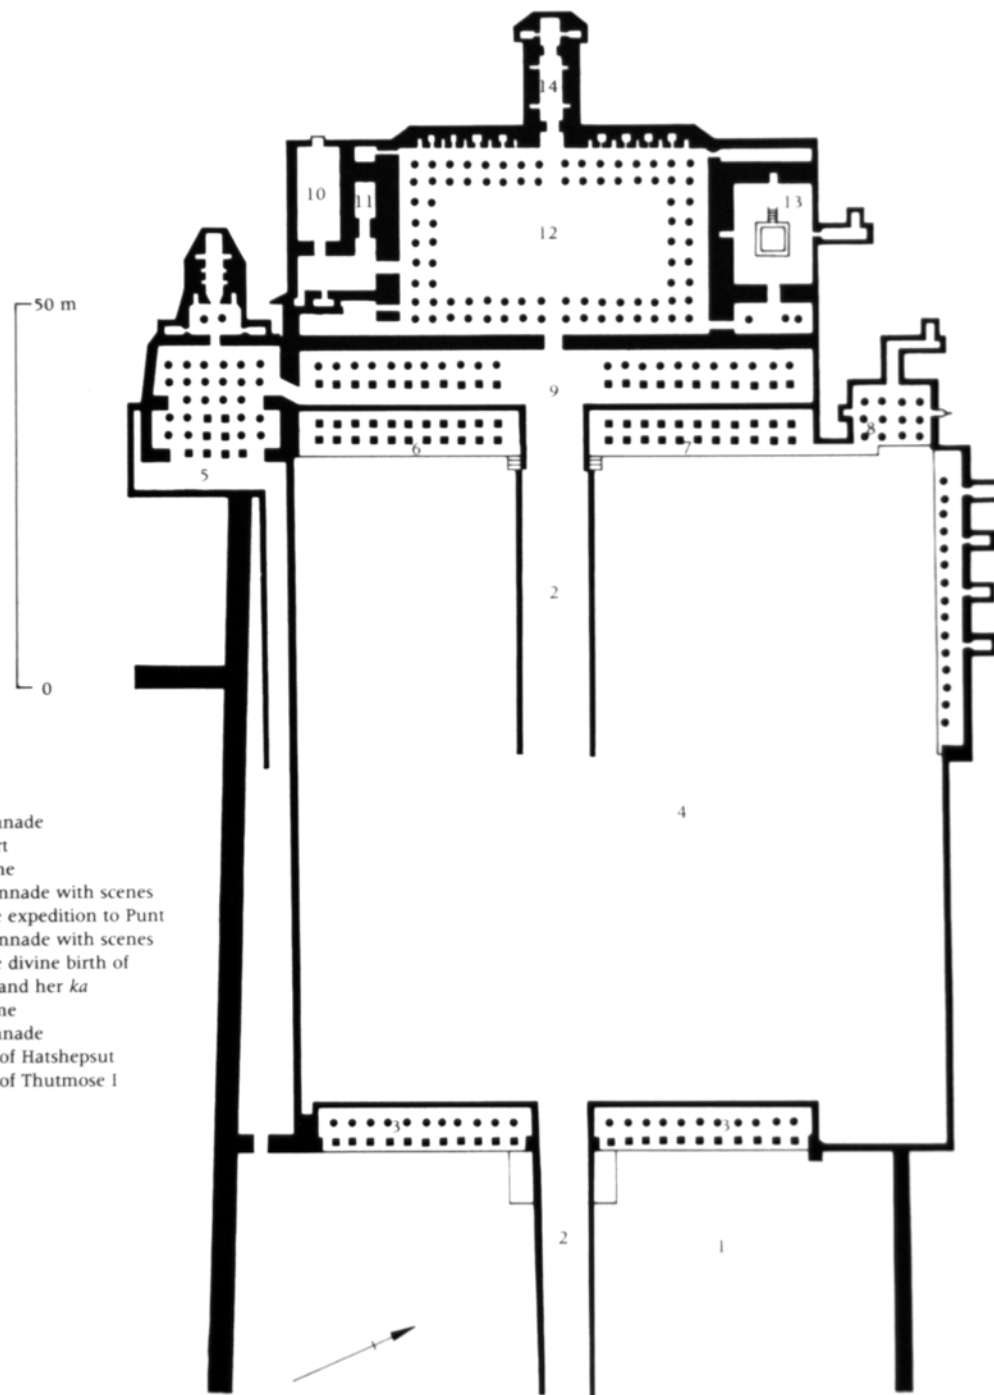 14
10
11
13
12
50 m
9
8
6
7
5
2
0
4
nnade
rt
ne
nnade with scenes
e expedition to Punt
nnade with scenes
e divine birth of
and her ka
ne
nnade
of Hatshepsut
of Thutmose I
3
3
2
1